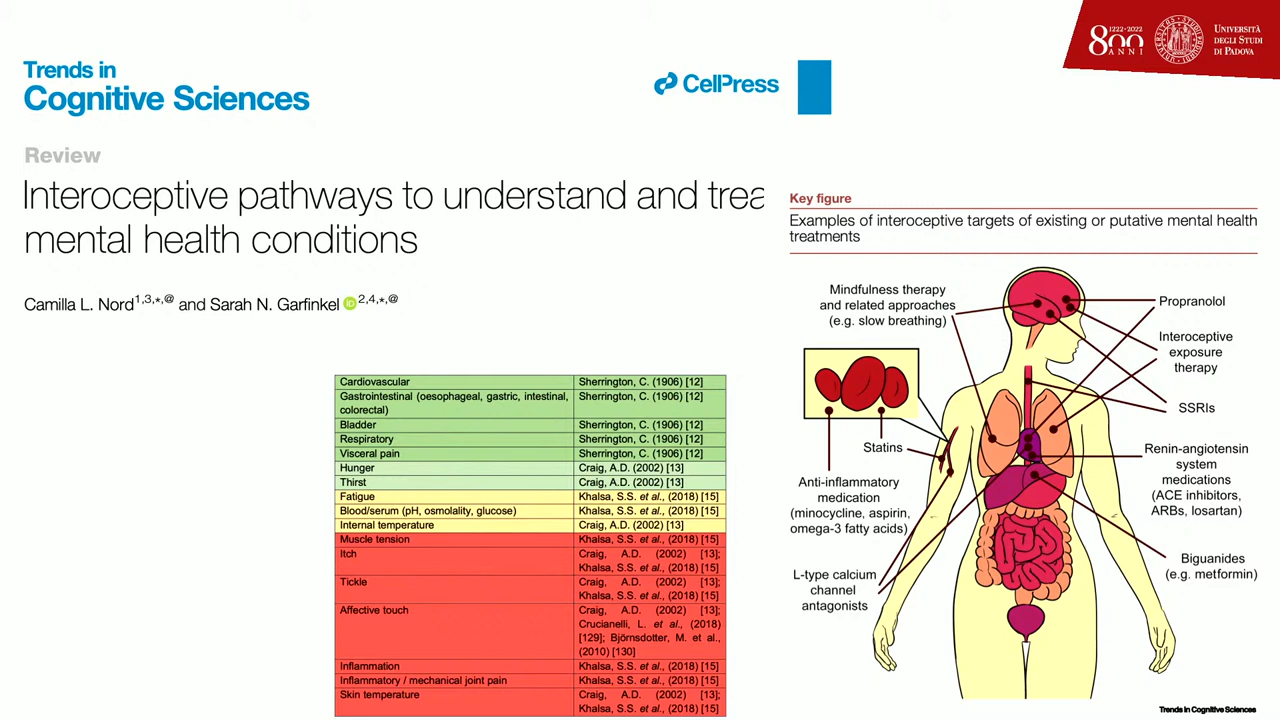 800
1222·2022
ANNI
UNIVERSITÀ
DEGLI STUDI
DI PADOVA
Trends in
Cognitive Sciences
CellPress
Review
Interoceptive pathways to understand and trea
mental health conditions
Camilla L. Nord1,3,*,@ and Sarah N. Garfinkel iD 2,4,*,@
Cardiovascular Sherrington, C. (1906) [12]
Gastrointestinal (oesophageal, gastric, intestinal, Sherrington, C. (1906) [12]
colorectal)
Bladder Sherrington, C. (1906) [12]
Respiratory Sherrington, C. (1906) [12]
Visceral pain Sherrington, C. (1906) [12]
Hunger Craig, A.D. (2002) [13]
Thirst Craig, A.D. (2002) [13]
Fatigue Khalsa, S.S. et al., (2018) [15]
Blood/serum (pH, osmolality, glucose) Khalsa, S.S. et al., (2018) [15]
Internal temperature Craig, A.D. (2002) [13]
Muscle tension Khalsa, S.S. et al., (2018) [15]
Itch Craig, A.D. (2002) [13];
Khalsa, S.S. et al., (2018) [15]
Tickle Craig, A.D. (2002) [13];
Khalsa, S.S. et al., (2018) [15]
Affective touch Craig, A.D. (2002) [13];
Crucianelli, L. et al., (2018)
[129]; Björnsdotter, M. et al.,
(2010) [130]
Inflammation Khalsa, S.S. et al., (2018) [15]
Inflammatory / mechanical joint pain Khalsa, S.S. et al., (2018) [15]
Skin temperature Craig, A.D. (2002) [13];
Khalsa, S.S. et al., (2018) [15]
Key figure
Examples of interoceptive targets of existing or putative mental health
treatments
Mindfulness therapy
and related approaches
(e.g. slow breathing)
Propranolol
Interoceptive
exposure
therapy
SSRIs
Statins
Renin-angiotensin
system
medications
(ACE inhibitors,
ARBs, losartan)
Anti-inflammatory
medication
(minocycline, aspirin,
omega-3 fatty acids)
Biguanides
(e.g. metformin)
L-type calcium
channel
antagonists
Trends in Cognitive Sciences